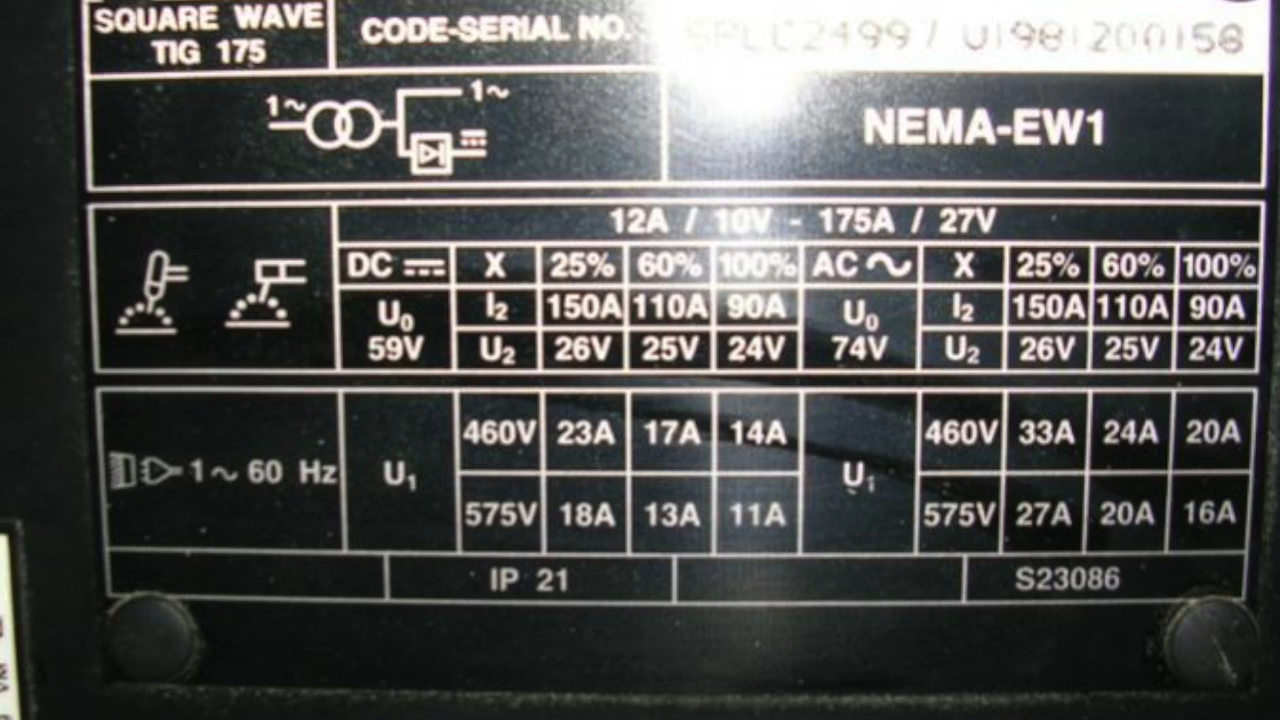 SQUARE WAVE TIG 175
CODE-SERIAL NO.
U1981200158
1~ 1~
NEMA-EW1
12A / 10V - 175A / 27V
DC X 25% 60% 100% AC X 25% 60% 100%
U0 59V I2 150A 110A 90A U0 74V I2 150A 110A 90A
U2 26V 25V 24V U2 26V 25V 24V
1~ 60 Hz U1 460V 23A 17A 14A U1 460V 33A 24A 20A
575V 18A 13A 11A 575V 27A 20A 16A
IP 21 S23086